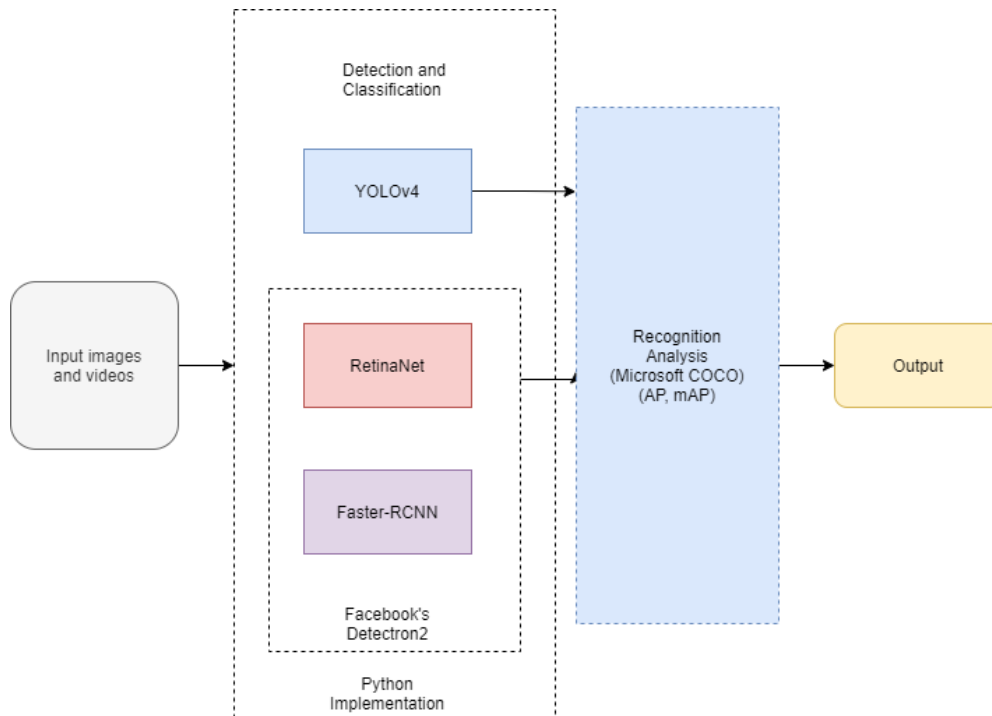 Detection and
Classification
YOLOv4
Input images
and videos
RetinaNet
Faster-RCNN
Facebook's
Detectron2
Python
Implementation
Recognition
Analysis
(Microsoft COCO)
(AP, mAP)
Output